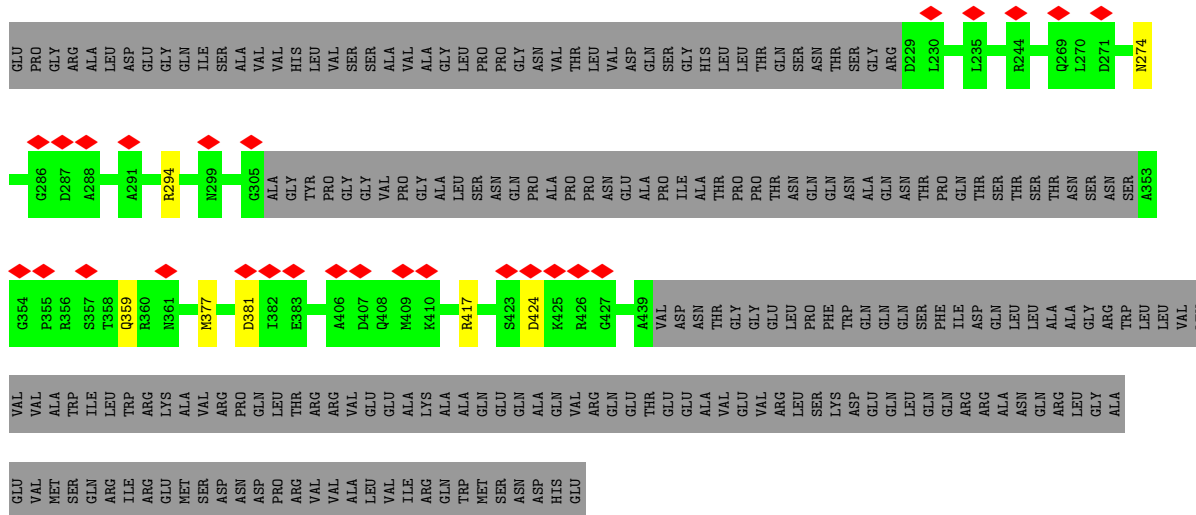 GLU PRO GLY ARG ALA LEU ASP GLU GLY GLN ILE SER ALA VAL VAL HIS LEU VAL SER SER ALA VAL ALA GLY LEU PRO PRO GLY ASN VAL THR LEU VAL ASP GLN SER GLY HIS LEU LEU THR GLN SER ASN THR SER GLY ARG D229 L230 L235 R244 Q269 L270 D271 N274
G286 D287 A288 A291 R294 N299 G305 ALA GLY TYR PRO GLY GLY VAL PRO GLY ALA LEU SER ASN GLN PRO ALA PRO PRO ASN GLU ALA PRO ILE ALA THR PRO PRO THR ASN GLN GLN ASN ALA GLN ASN THR PRO GLN THR SER THR SER THR ASN SER ASN SER A353
G354 P355 R356 S357 T358 Q359 R360 N361 M377 D381 I382 E383 A406 D407 Q408 M409 K410 R417 S423 D424 K425 R426 G427 A439 VAL ASP ASN THR GLY GLY GLU LEU PRO PHE TRP GLN GLN GLN SER PHE ILE ASP GLN LEU LEU ALA ALA GLY ARG TRP LEU LEU VAL
VAL VAL ALA TRP ILE LEU TRP ARG LYS ALA VAL ARG PRO GLN LEU THR ARG ARG VAL GLU GLU ALA LYS ALA ALA GLN GLU GLN ALA GLN VAL ARG GLN GLU THR GLU GLU ALA VAL GLU VAL ARG LEU SER LYS ASP GLU GLN LEU GLN GLN ARG ARG ALA ASN GLN ARG LEU GLY ALA
GLU VAL MET SER GLN ARG ILE ARG GLU MET SER ASP ASN ASP PRO ARG VAL VAL ALA LEU VAL ILE ARG GLN TRP MET SER ASN ASP HIS GLU